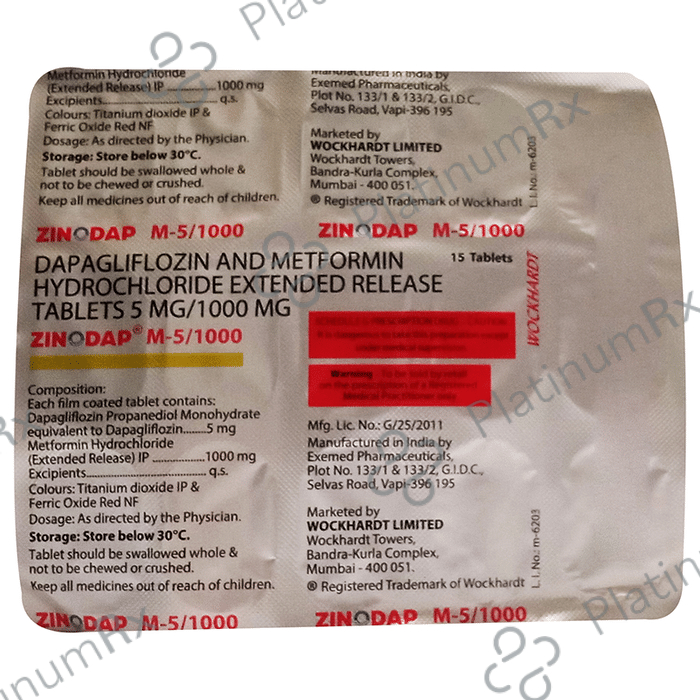 Metformin Hydrochloride
(Extended Release) IP ............1000 mg
Excipients.................................. q.s.
Colours: Titanium dioxide IP &
Ferric Oxide Red NF
Dosage: As directed by the Physician.
Storage: Store below 30°C.
Tablet should be swallowed whole &
not to be chewed or crushed.
Keep all medicines out of reach of children.
Manufactured in India by
Exemed Pharmaceuticals,
Plot No. 133/1 & 133/2, G.I.D.C.,
Selvas Road, Vapi-396 195
Marketed by
WOCKHARDT LIMITED
Wockhardt Towers,
Bandra-Kurla Complex,
Mumbai - 400 051.
® Registered Trademark of Wockhardt
L.I.No.: m-6203
ZINODAP M-5/1000
ZINODAP M-5/1000
DAPAGLIFLOZIN AND METFORMIN
HYDROCHLORIDE EXTENDED RELEASE
TABLETS 5 MG/1000 MG
15 Tablets
ZINODAP® M-5/1000
WOCKHARDT
Warning
Composition:
Each film coated tablet contains:
Dapagliflozin Propanediol Monohydrate
equivalent to Dapagliflozin.......5 mg
Metformin Hydrochloride
(Extended Release) IP ...............1000 mg
Excipients.................................. q.s.
Colours: Titanium dioxide IP &
Ferric Oxide Red NF
Dosage: As directed by the Physician.
Storage: Store below 30°C.
Tablet should be swallowed whole &
not to be chewed or crushed.
Keep all medicines out of reach of children.
Mfg. Lic. No.: G/25/2011
Manufactured in India by
Exemed Pharmaceuticals,
Plot No. 133/1 & 133/2, G.I.D.C.,
Selvas Road, Vapi-396 195
Marketed by
WOCKHARDT LIMITED
Wockhardt Towers,
Bandra-Kurla Complex,
Mumbai - 400 051.
® Registered Trademark of Wockhardt
L.I.No.: m-6203
ZINODAP M-5/1000
ZINODAP M-5/1000
PlatinumRx
PlatinumRx
PlatinumRx
PlatinumRx